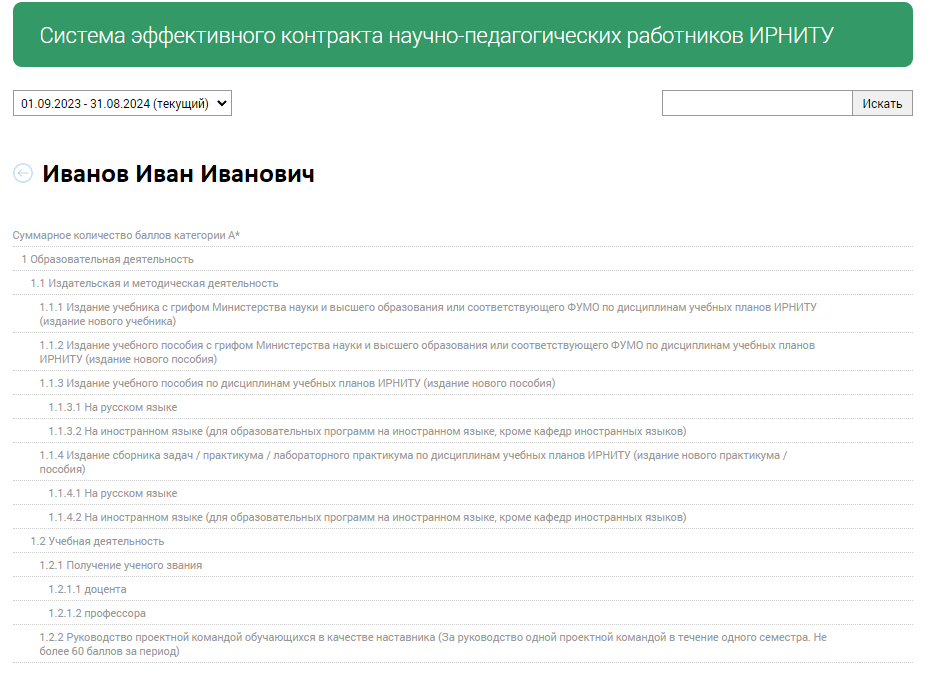 Система эффективного контракта научно-педагогических работников ИРНИТУ
01.09.2023 - 31.08.2024 (текущий)
Искать
Иванов Иван Иванович
Суммарное количество баллов категории А*
1 Образовательная деятельность
1.1 Издательская и методическая деятельность
1.1.1 Издание учебника с грифом Министерства науки и высшего образования или соответствующего ФУМО по дисциплинам учебных планов ИРНИТУ
(издание нового учебника)
1.1.2 Издание учебного пособия с грифом Министерства науки и высшего образования или соответствующего ФУМО по дисциплинам учебных планов
ИРНИТУ (издание нового пособия)
1.1.3 Издание учебного пособия по дисциплинам учебных планов ИРНИТУ (издание нового пособия)
1.1.3.1 На русском языке
1.1.3.2 На иностранном языке (для образовательных программ на иностранном языке, кроме кафедр иностранных языков)
1.1.4 Издание сборника задач / практикума / лабораторного практикума по дисциплинам учебных планов ИРНИТУ (издание нового практикума /
пособия)
1.1.4.1 На русском языке
1.1.4.2 На иностранном языке (для образовательных программ на иностранном языке, кроме кафедр иностранных языков)
1.2 Учебная деятельность
1.2.1 Получение ученого звания
1.2.1.1 доцента
1.2.1.2 профессора
1.2.2 Руководство проектной командой обучающихся в качестве наставника (За руководство одной проектной командой в течение одного семестра. Не
более 60 баллов за период)